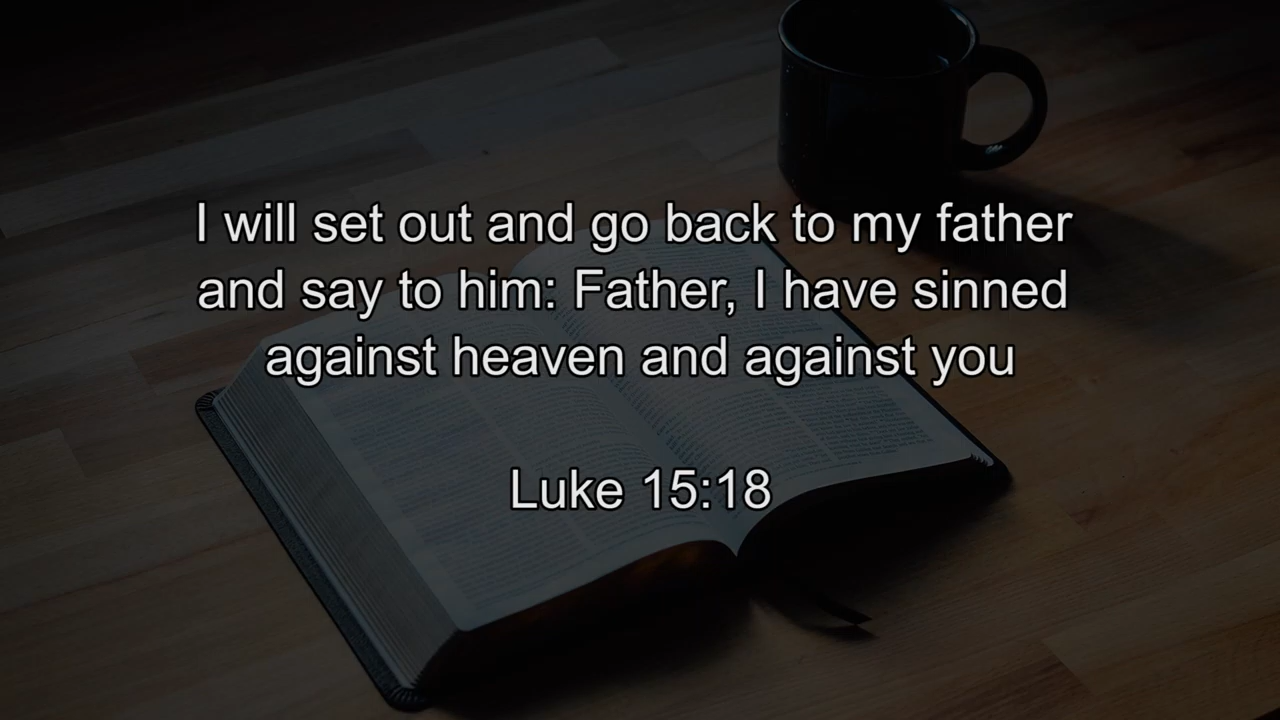 I will set out and go back to my father
and say to him: Father, I have sinned
against heaven and against you
Luke 15:18